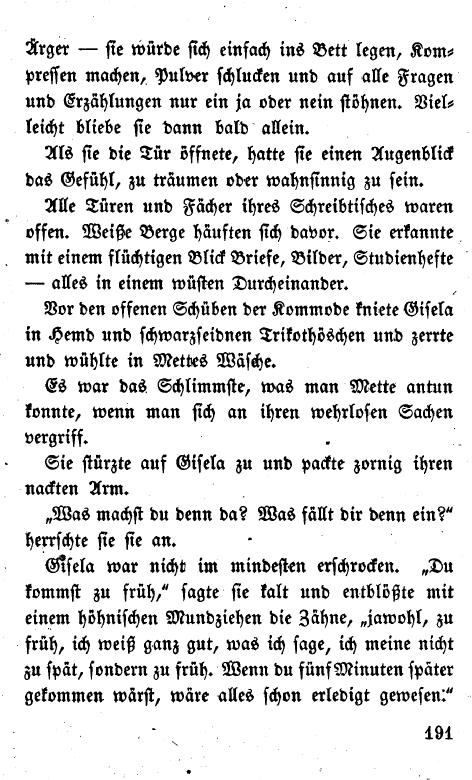 Ärger — sie würde sich einfach ins Bett legen, Kom⸗
pressen machen, Pulver schlucken und auf alle Fragen
und Erzählungen nur ein ja oder nein stöhnen. Viel⸗
leicht bliebe sie dann bald allein.
Als sie die Tür öffnete, hatte sie einen Augenblick
das Gefühl, zu träumen oder wahnsinnig zu sein.
Alle Türen und Fächer ihres Schreibtisches waren
offen. Weiße Berge häuften sich davor. Sie erkannte
mit einem flüchtigen Blick Briefe, Bilder, Studienhefte
— alles in einem wüsten Durcheinander.
Vor den offenen Schüben der Kommode kniete Gisela
in Hemd und schwarzseidnen Trikothöschen und zerrte
und wühlte in Mettes Wäsche.
Es war das Schlimmste, was man Mette antun
konnte, wenn man sich an ihren wehrlosen Sachen
vergriff.
Sie stürzte auf Gisela zu und packte zornig ihren
nackten Arm.
„Was machst du denn da? Was fällt dir denn ein?“
herrschte sie sie an.
Gisela war nicht im mindesten erschrocken. „Du
kommst zu früh,“ sagte sie kalt und entblößte mit
einem höhnischen Mundziehen die Zähne, „jawohl, zu
früh, ich weiß ganz gut, was ich sage, ich meine nicht
zu spät, sondern zu früh. Wenn du fünf Minuten später
gekommen wärst, wäre alles schon erledigt gewesen.“
191